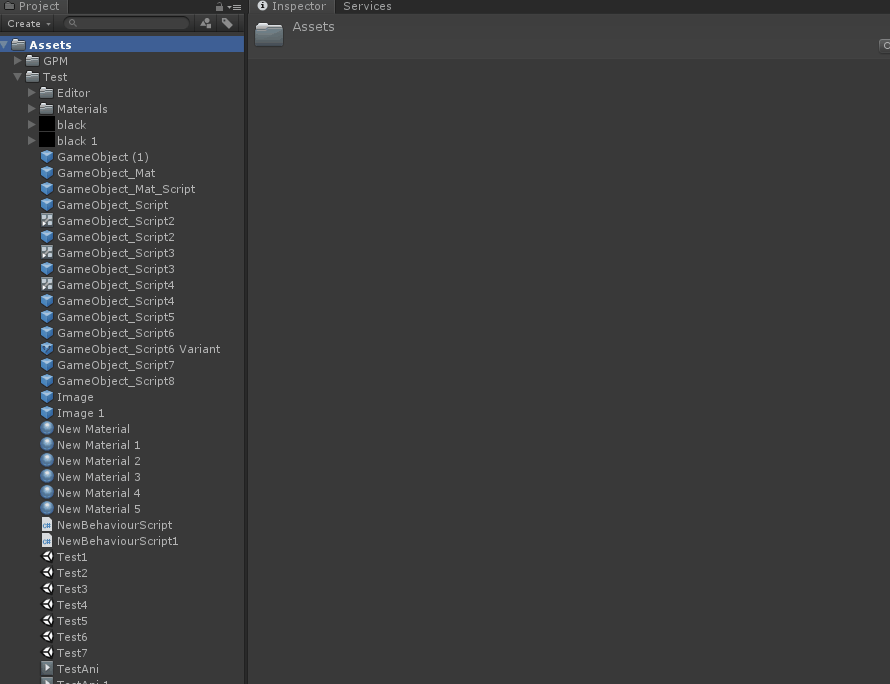 Project
Inspector Services
Create
Assets
Assets
GPM
Test
Editor
Materials
black
black 1
GameObject (1)
GameObject_Mat
GameObject_Mat_Script
GameObject_Script
GameObject_Script2
GameObject_Script2
GameObject_Script3
GameObject_Script3
GameObject_Script4
GameObject_Script4
GameObject_Script5
GameObject_Script6
GameObject_Script6 Variant
GameObject_Script7
GameObject_Script8
Image
Image 1
New Material
New Material 1
New Material 2
New Material 3
New Material 4
New Material 5
NewBehaviourScript
NewBehaviourScript1
Test1
Test2
Test3
Test4
Test5
Test6
Test7
TestAni
TestAni 1